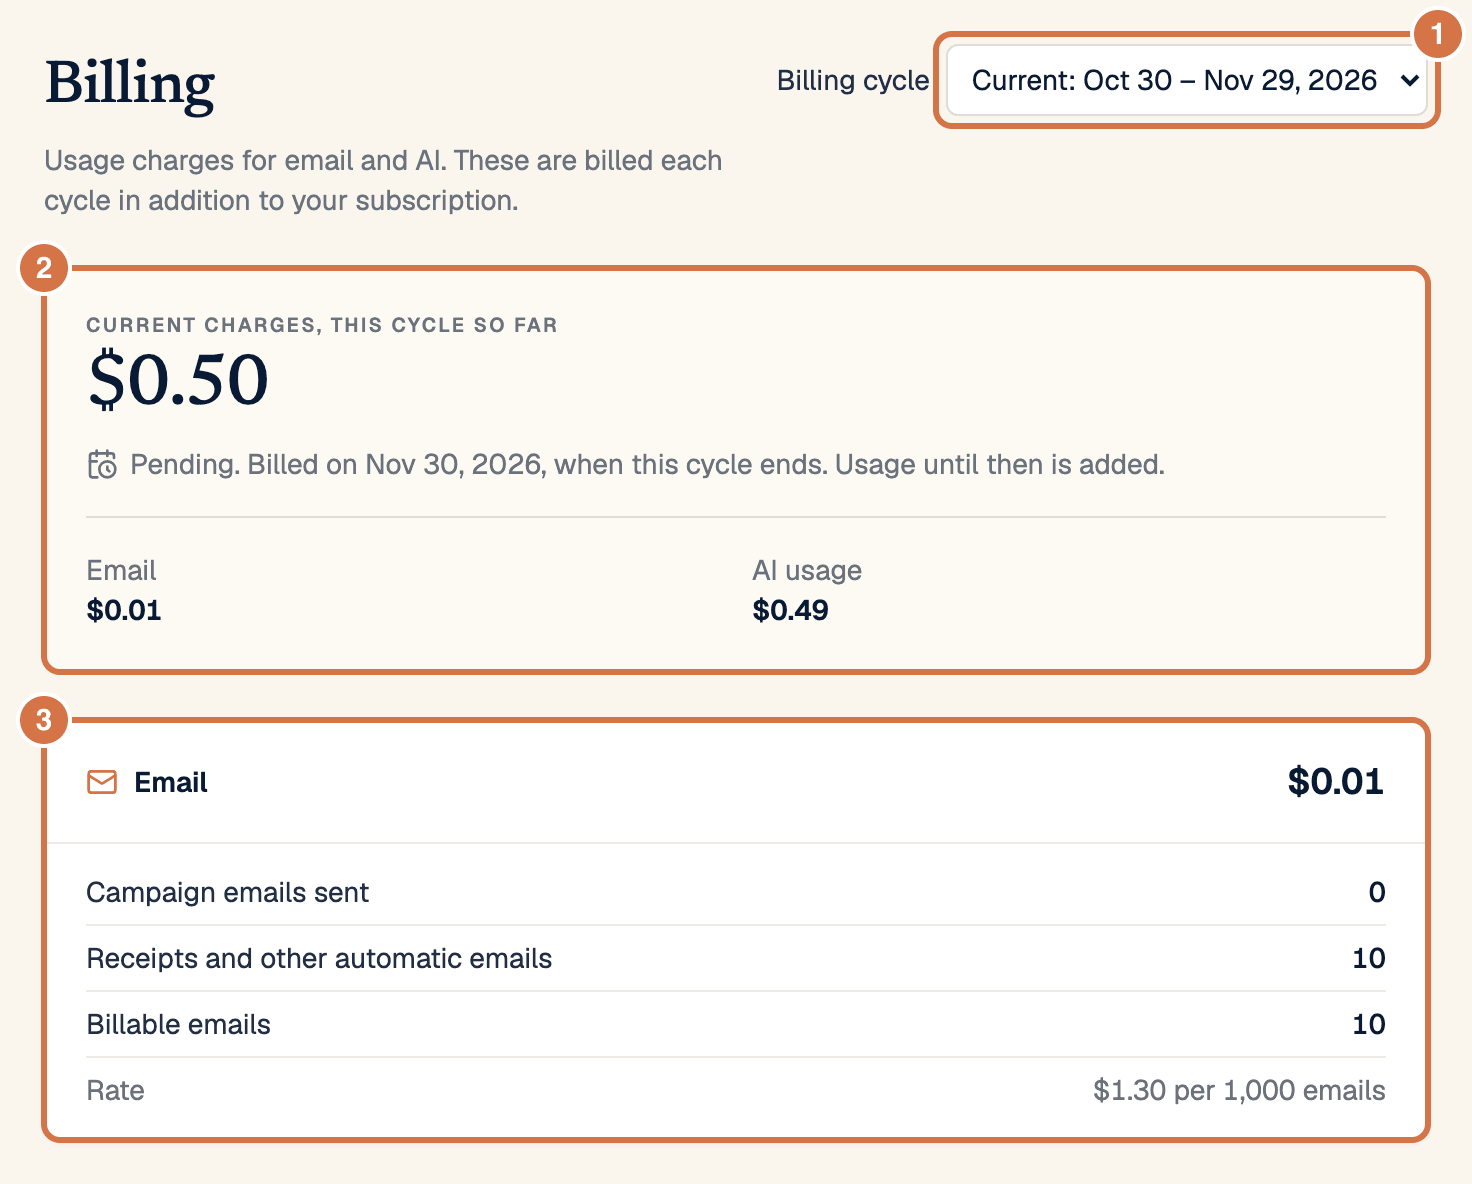 Billing
Billing cycle
Current: Oct 30 – Nov 29, 2026
1
Usage charges for email and AI. These are billed each
cycle in addition to your subscription.
2
CURRENT CHARGES, THIS CYCLE SO FAR
$0.50
Pending. Billed on Nov 30, 2026, when this cycle ends. Usage until then is added.
Email
$0.01
AI usage
$0.49
3
Email
$0.01
Campaign emails sent
0
Receipts and other automatic emails
10
Billable emails
10
Rate
$1.30 per 1,000 emails